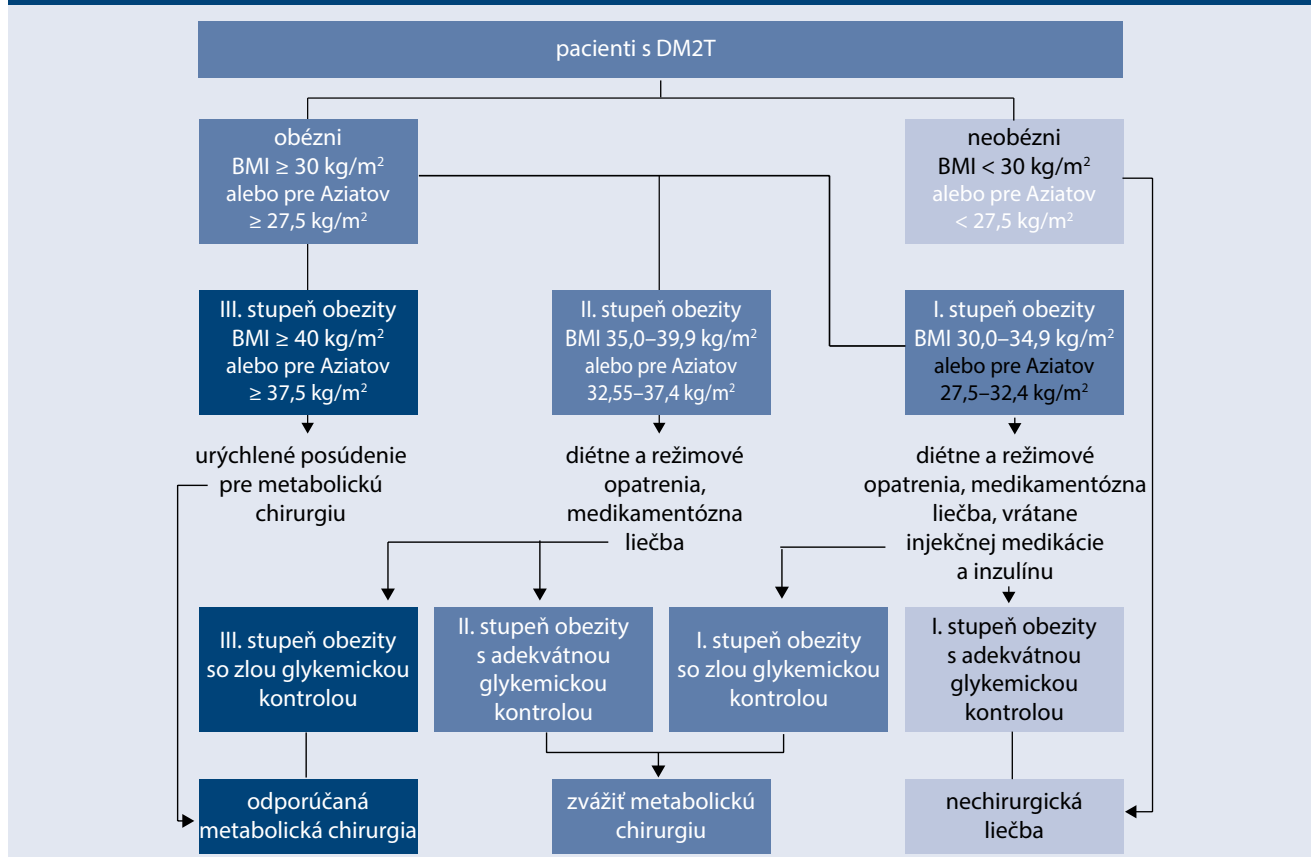 pacienti s DM2T
obézni
BMI ≥ 30 kg/m²
alebo pre Aziatov
≥ 27,5 kg/m²
neobézni
BMI < 30 kg/m²
alebo pre Aziatov
< 27,5 kg/m²
III. stupeň obezity
BMI ≥ 40 kg/m²
alebo pre Aziatov
≥ 37,5 kg/m²
II. stupeň obezity
BMI 35,0–39,9 kg/m²
alebo pre Aziatov
32,55–37,4 kg/m²
I. stupeň obezity
BMI 30,0–34,9 kg/m²
alebo pre Aziatov
27,5–32,4 kg/m²
urýchlené posúdenie
pre metabolickú
chirurgiu
diétne a režimové
opatrenia,
medikamentózna
liečba
diétne a režimové
opatrenia, medikamentózna
liečba, vrátane
injekčnej medikácie
a inzulínu
III. stupeň obezity
so zlou glykemickou
kontrolou
II. stupeň obezity
s adekvátnou
glykemickou
kontrolou
I. stupeň obezity
so zlou glykemickou
kontrolou
I. stupeň obezity
s adekvátnou
glykemickou
kontrolou
odporúčaná
metabolická chirurgia
zvážiť metabolickú
chirurgiu
nechirurgická
liečba